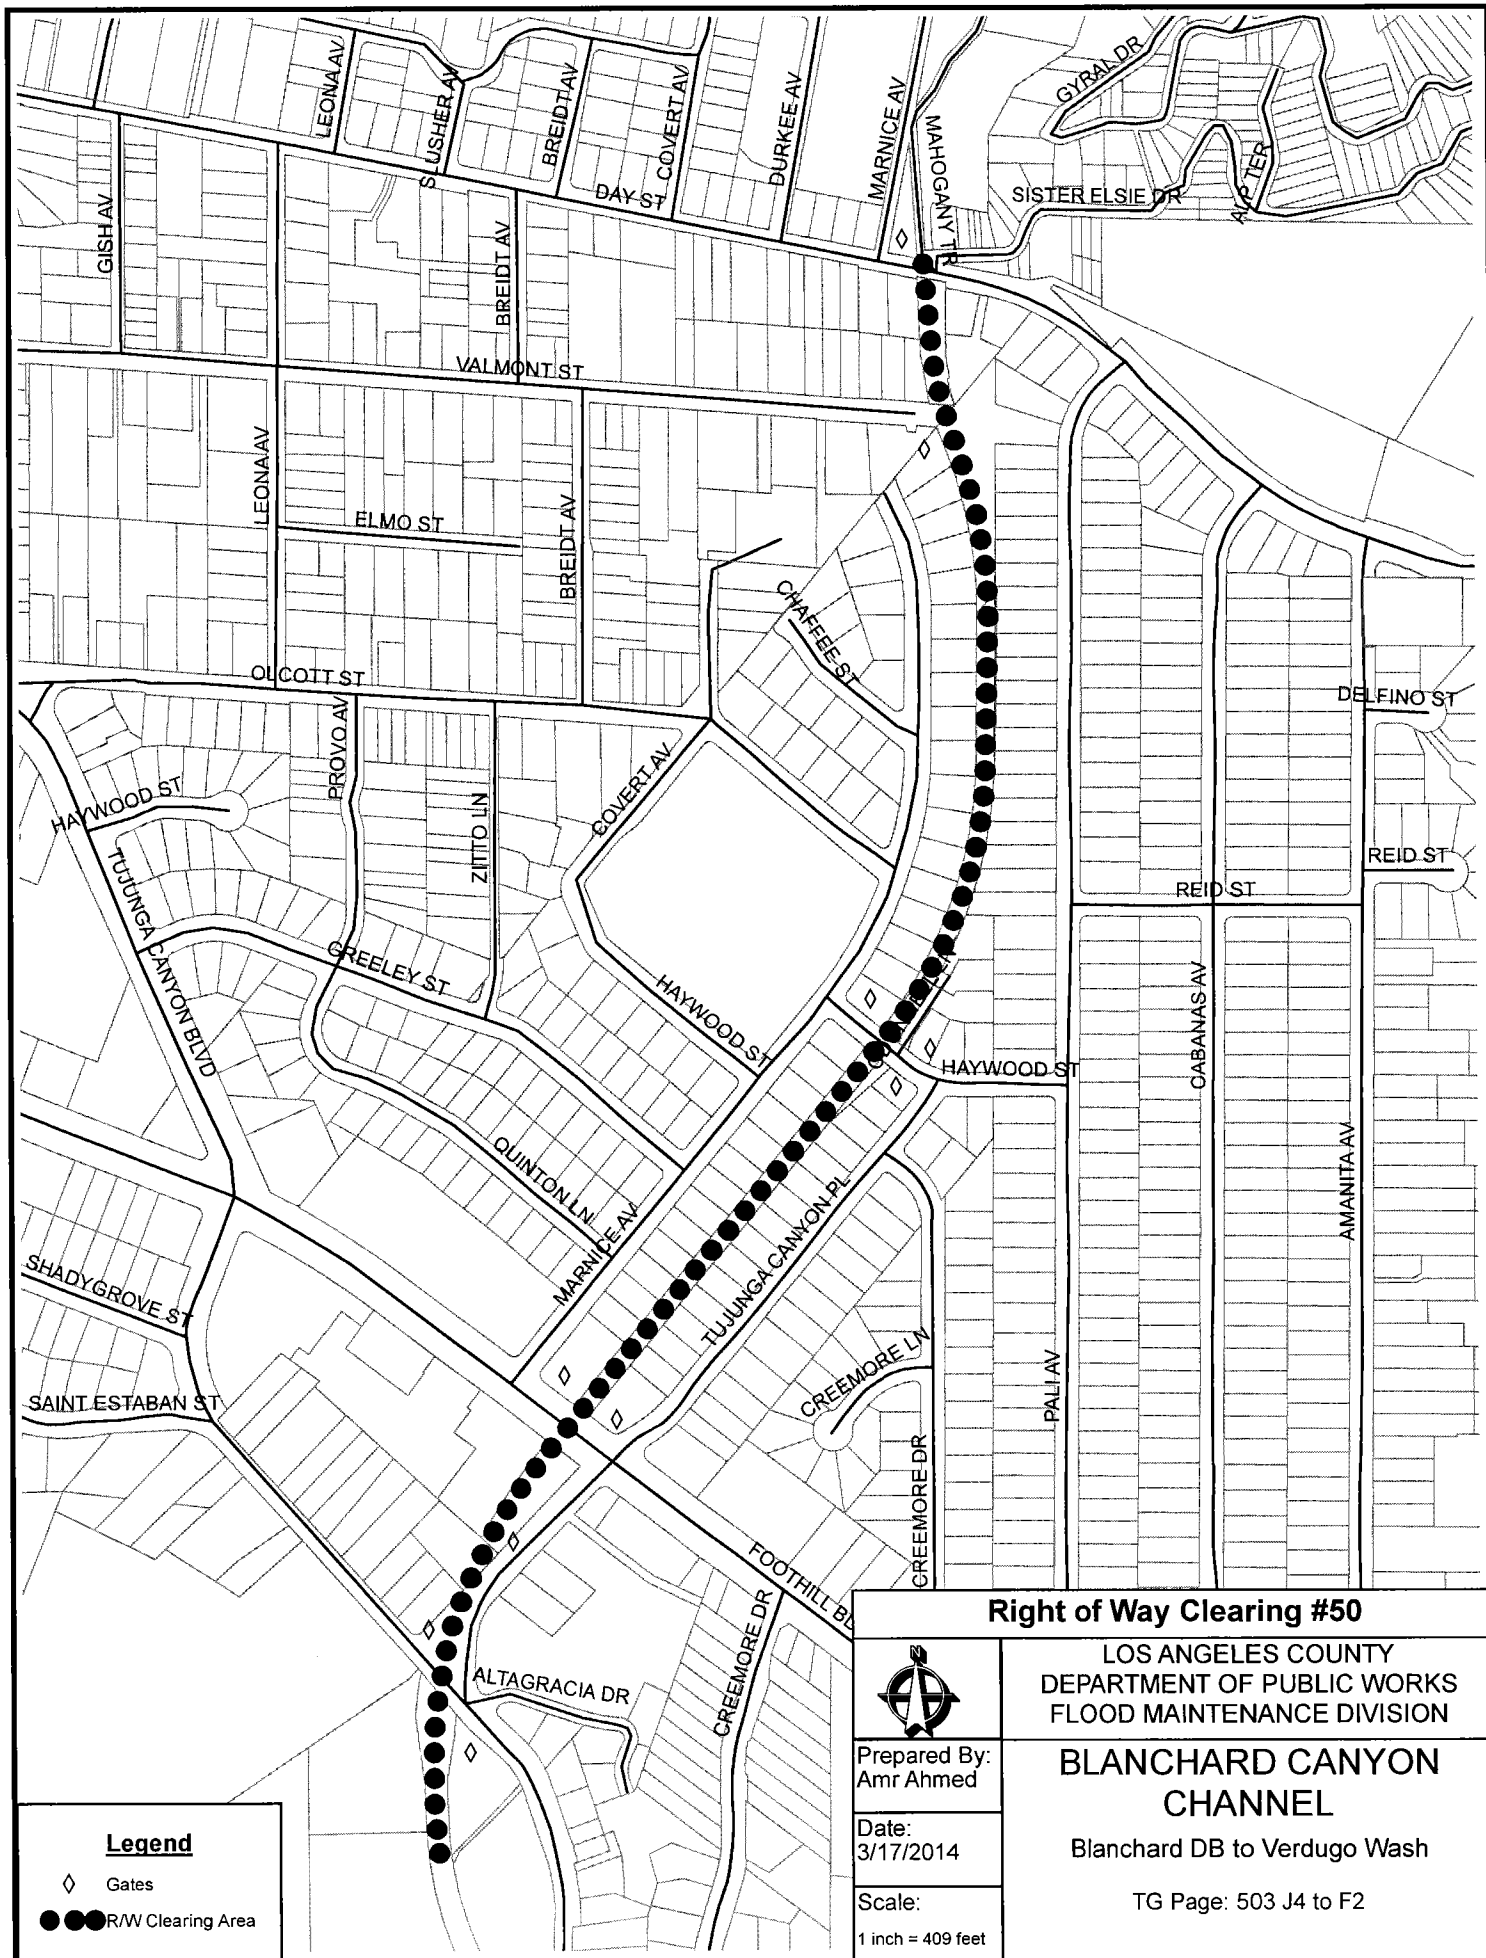 LEONA AV
SLUSHER AV
BREIDT AV
COVERT AV
DURKEE AV
MARNICE AV
MAHOGANY TR
GYRAL DR
SISTER ELSIE DR
ALP TER
DAY ST
GISH AV
BREIDT AV
VALMONT ST
LEONA AV
ELMO ST
BREIDT AV
CHAFFEE ST
OLCOTT ST
DELFINO ST
PROVO AV
HAYWOOD ST
ZITTO LN
COVERT AV
TUJUNGA CANYON BLVD
GREELEY ST
HAYWOOD ST
REID ST
REID ST
CABANAS AV
HAYWOOD ST
QUINTON LN
MARNICE AV
TUJUNGA CANYON PL
AMANITA AV
SHADYGROVE ST
SAINT ESTABAN ST
CREEMORE LN
PALI AV
CREEMORE DR
FOOTHILL BL
CREEMORE DR
ALTAGRACIA DR
Right of Way Clearing #50
N
LOS ANGELES COUNTY
DEPARTMENT OF PUBLIC WORKS
FLOOD MAINTENANCE DIVISION
Prepared By:
Amr Ahmed
BLANCHARD CANYON
CHANNEL
Date:
3/17/2014
Blanchard DB to Verdugo Wash
Scale:
1 inch = 409 feet
TG Page: 503 J4 to F2
Legend
Gates
R/W Clearing Area